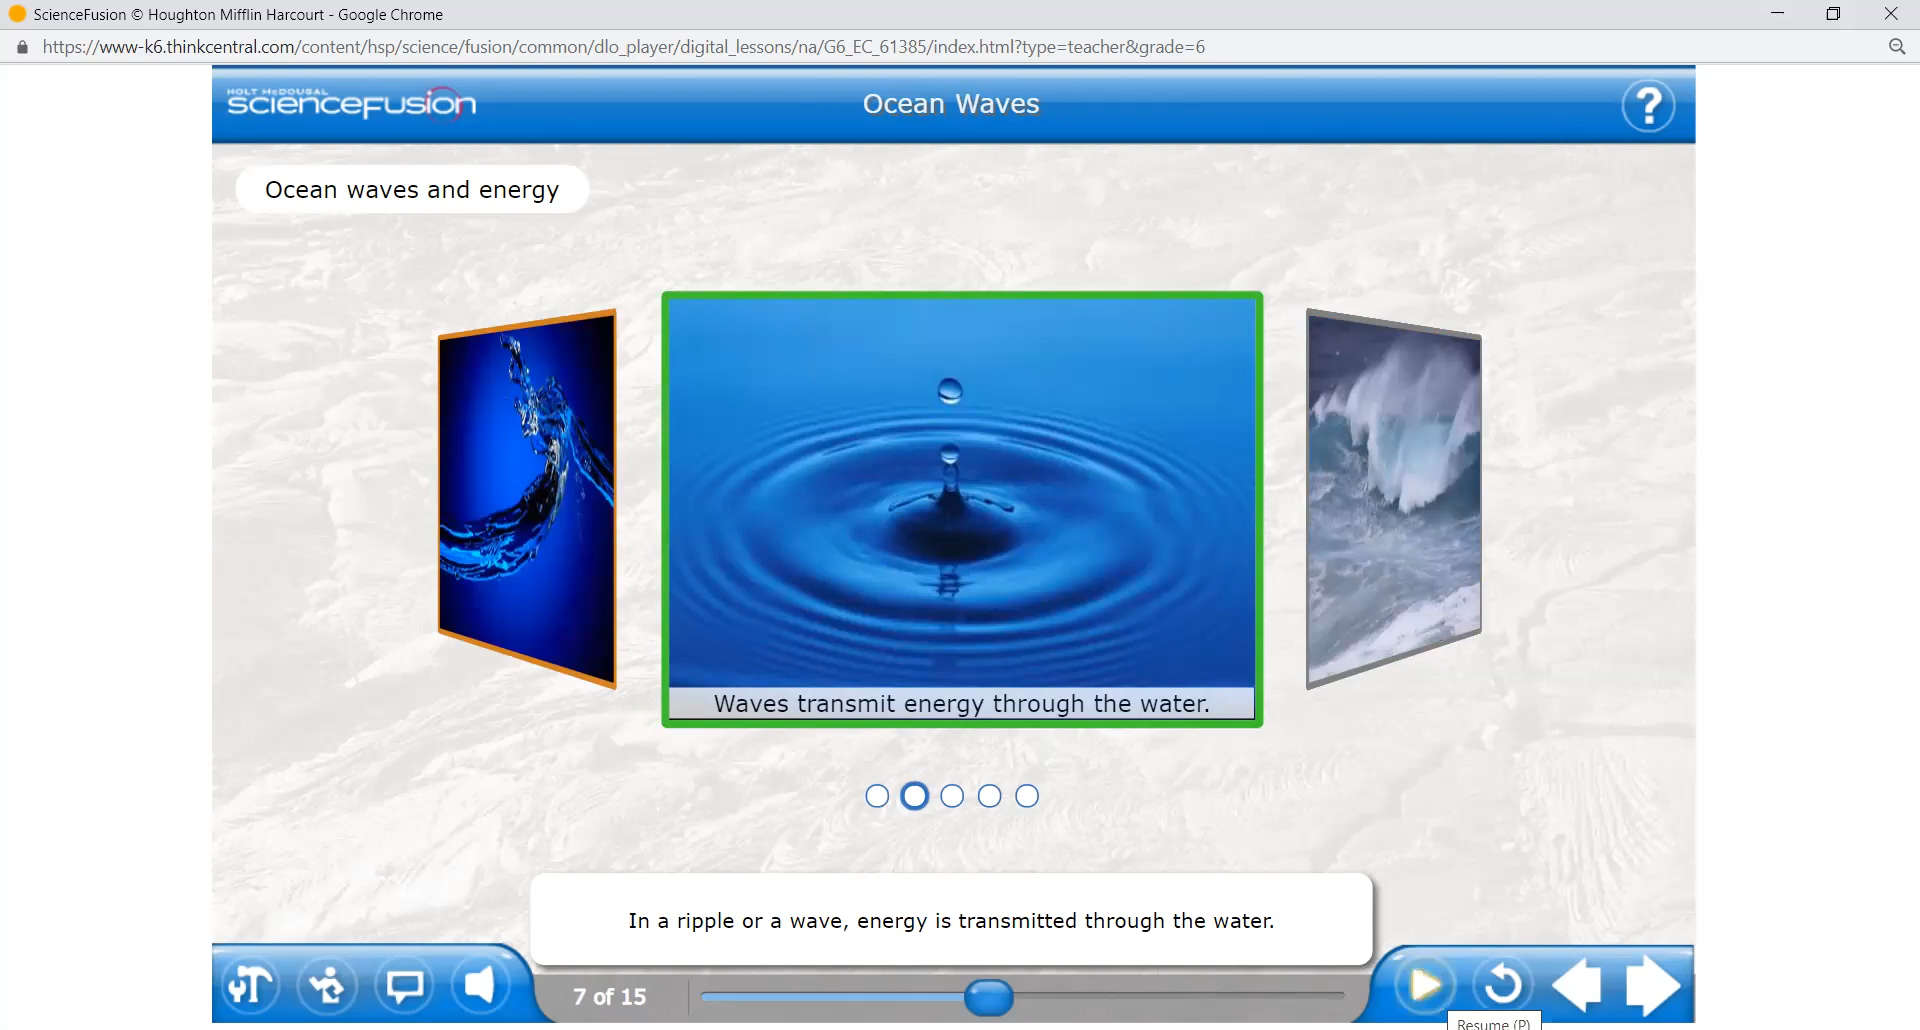 ScienceFusion © Houghton Mifflin Harcourt - Google Chrome
https://www-k6.thinkcentral.com/content/hsp/science/fusion/common/dlo_player/digital_lessons/na/G6_EC_61385/index.html?type=teacher&grade=6
HOLT McDOUGAL
scienceFusion
Ocean Waves
?
Ocean waves and energy
Waves transmit energy through the water.
In a ripple or a wave, energy is transmitted through the water.
7 of 15
Resume (P)